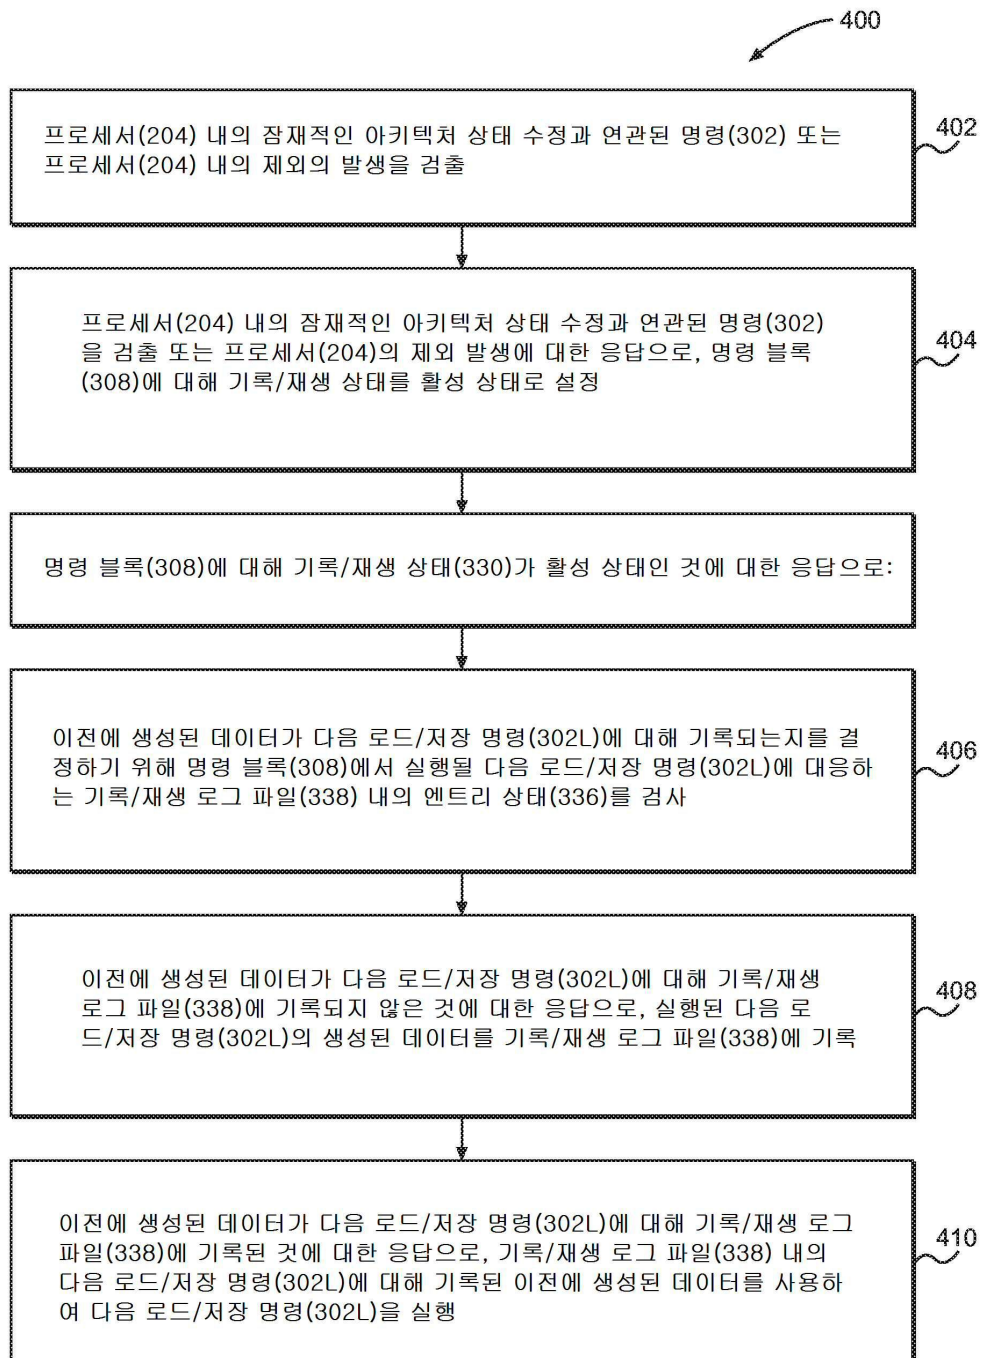 400
프로세서(204) 내의 잠재적인 아키텍처 상태 수정과 연관된 명령(302) 또는
프로세서(204) 내의 제외의 발생을 검출
402
프로세서(204) 내의 잠재적인 아키텍처 상태 수정과 연관된 명령(302)
을 검출 또는 프로세서(204)의 제외 발생에 대한 응답으로, 명령 블록
(308)에 대해 기록/재생 상태를 활성 상태로 설정
404
명령 블록(308)에 대해 기록/재생 상태(330)가 활성 상태인 것에 대한 응답으로:
이전에 생성된 데이터가 다음 로드/저장 명령(302L)에 대해 기록되는지를 결
정하기 위해 명령 블록(308)에서 실행될 다음 로드/저장 명령(302L)에 대응하
는 기록/재생 로그 파일(338) 내의 엔트리 상태(336)를 검사
406
이전에 생성된 데이터가 다음 로드/저장 명령(302L)에 대해 기록/재생
로그 파일(338)에 기록되지 않은 것에 대한 응답으로, 실행된 다음 로
드/저장 명령(302L)의 생성된 데이터를 기록/재생 로그 파일(338)에 기록
408
이전에 생성된 데이터가 다음 로드/저장 명령(302L)에 대해 기록/재생 로그
파일(338)에 기록된 것에 대한 응답으로, 기록/재생 로그 파일(338) 내의
다음 로드/저장 명령(302L)에 대해 기록된 이전에 생성된 데이터를 사용하
여 다음 로드/저장 명령(302L)을 실행
410